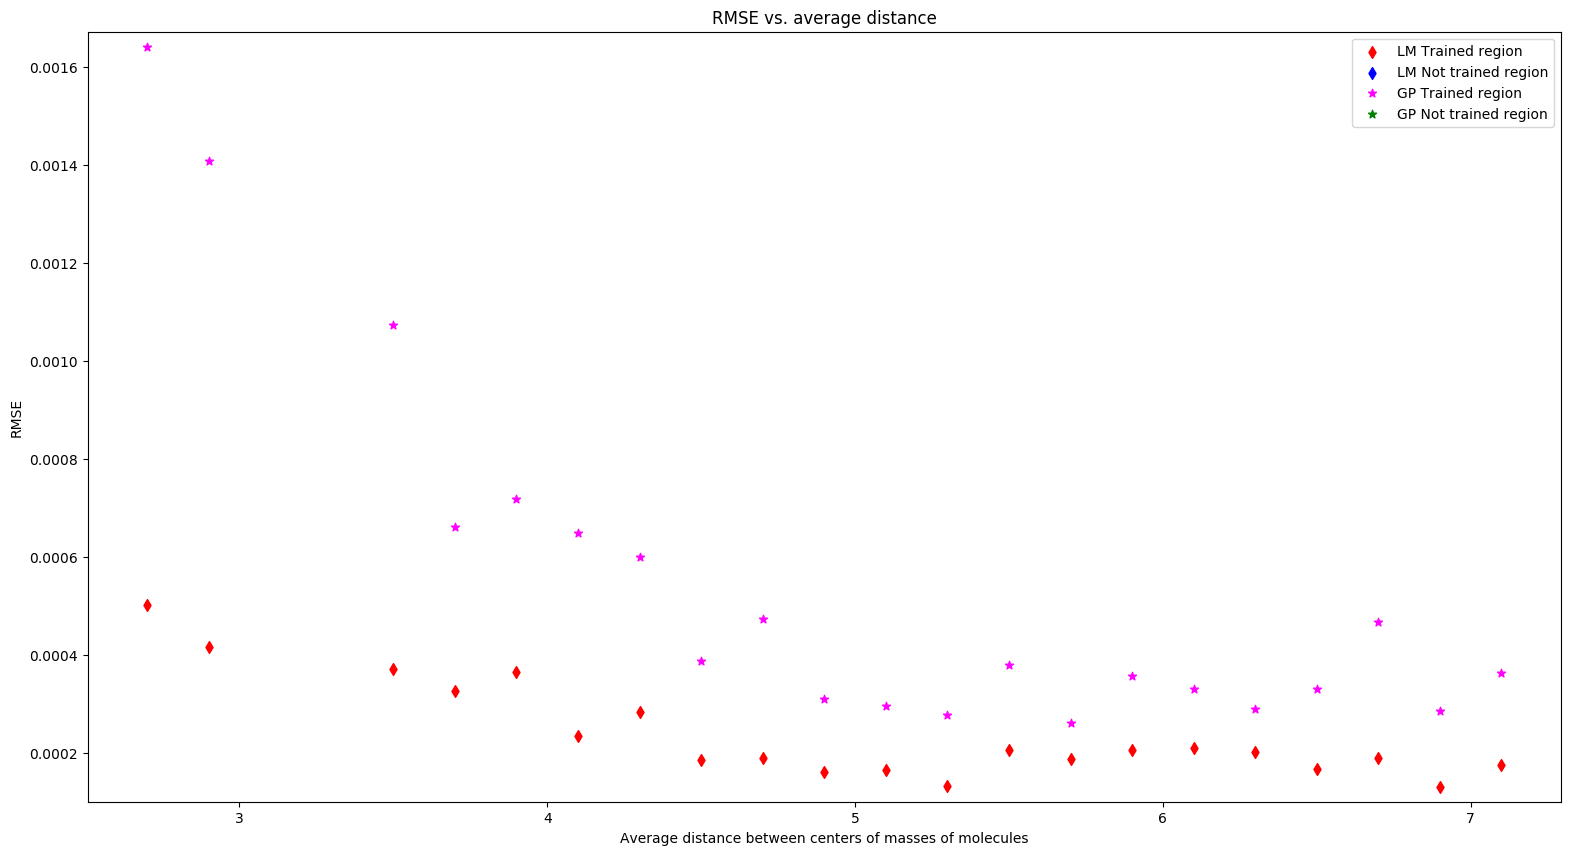 RMSE vs. average distance
LM Trained region
LM Not trained region
GP Trained region
GP Not trained region
RMSE
0.0016
0.0014
0.0012
0.0010
0.0008
0.0006
0.0004
0.0002
3 4 5 6 7
Average distance between centers of masses of molecules